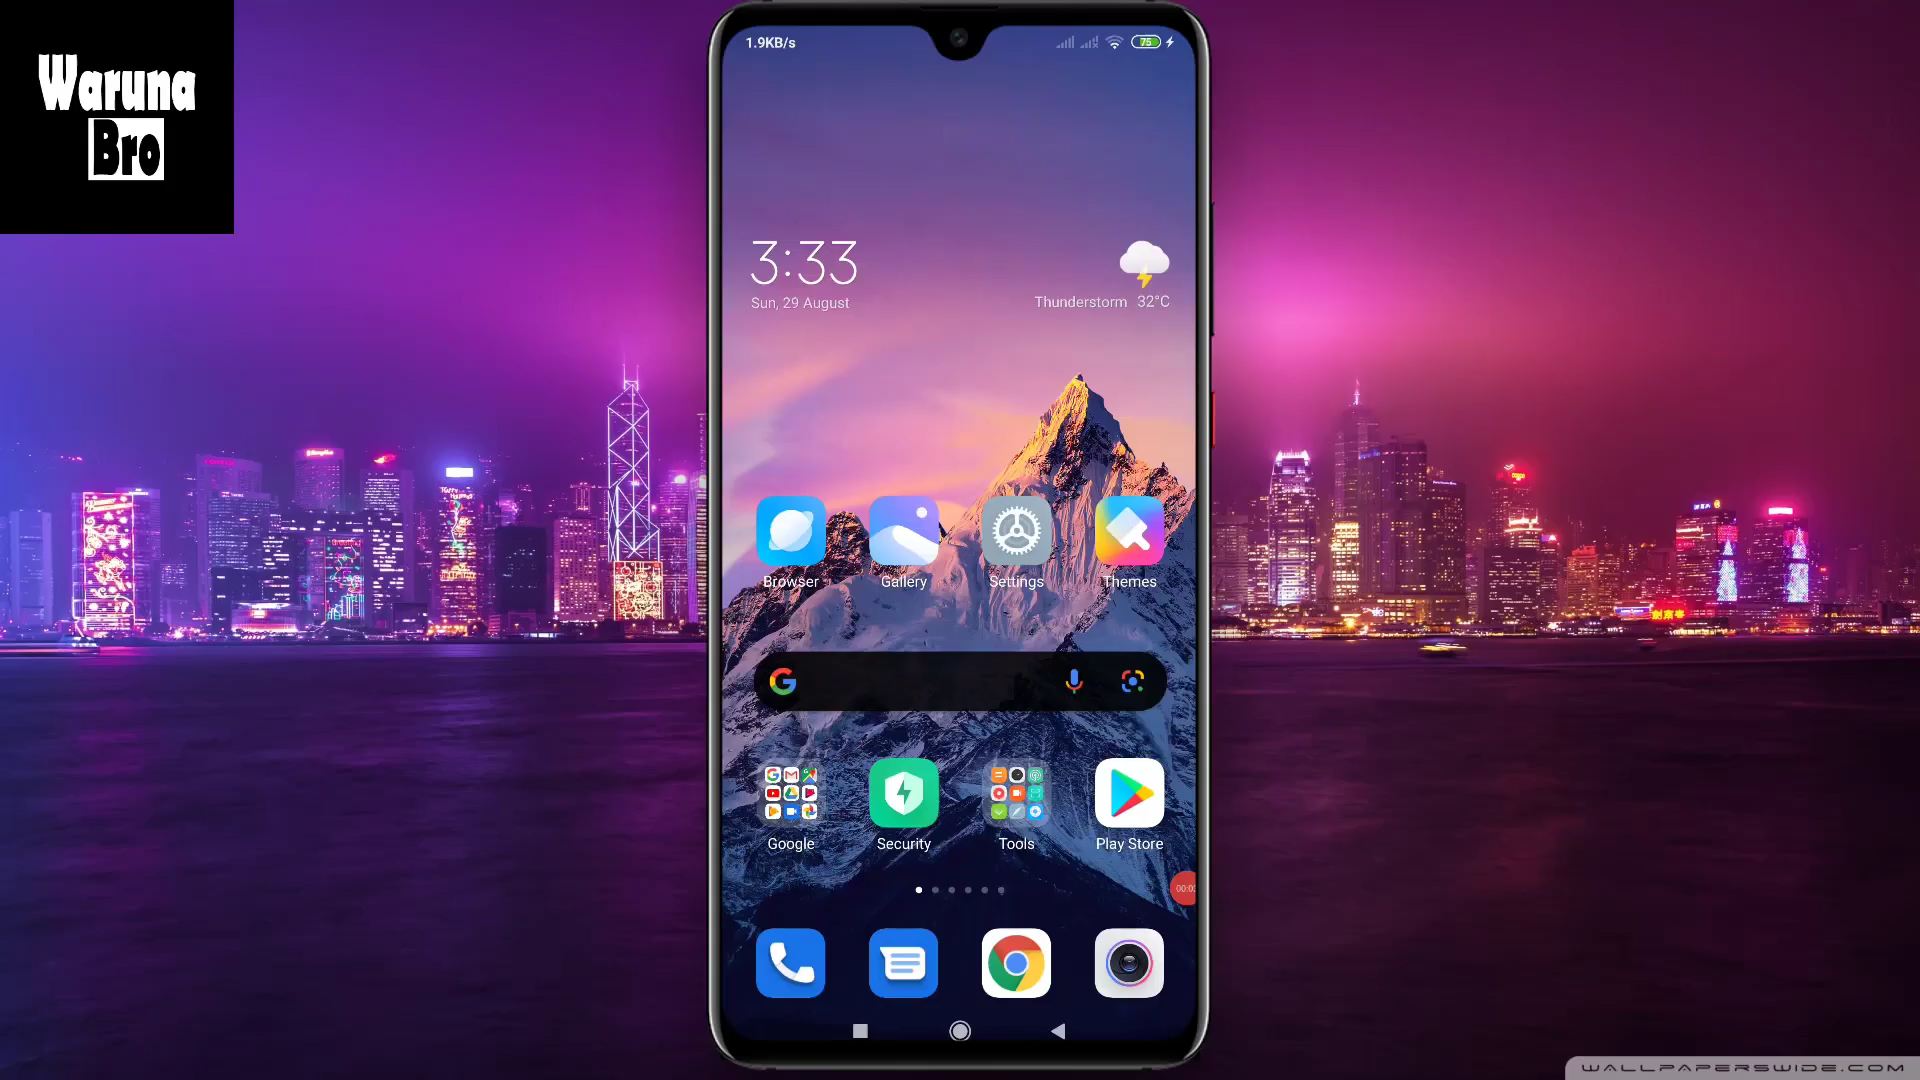 Waruna
Bro
1.9KB/s
75
3:33
Sun, 29 August
Thunderstorm 32°C
Browser
Gallery
Settings
Themes
Google
Security
Tools
Play Store
WALLPAPERSWIDE.COM